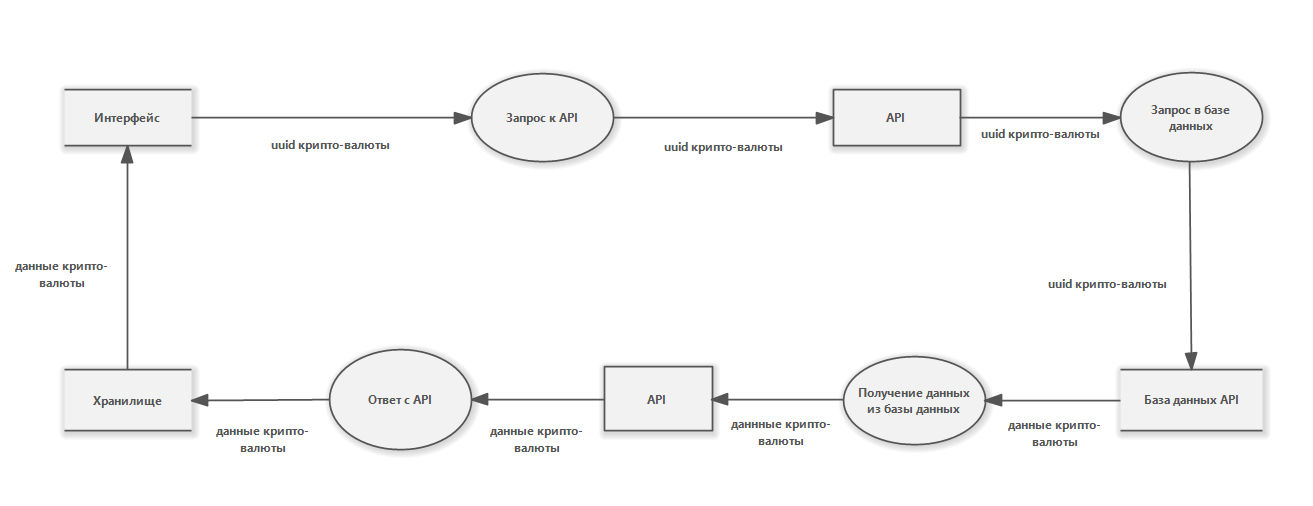 Интерфейс
Запрос к API
API
Запрос в базе
данных
uuid крипто-валюты
uuid крипто-валюты
uuid крипто-валюты
данные крипто-
валюты
uuid крипто-валюты
Хранилище
Ответ с API
API
Получение данных
из базы данных
База данных API
данные крипто-
валюты
данные крипто-
валюты
даннные крипто-
валюты
данные крипто-
валюты